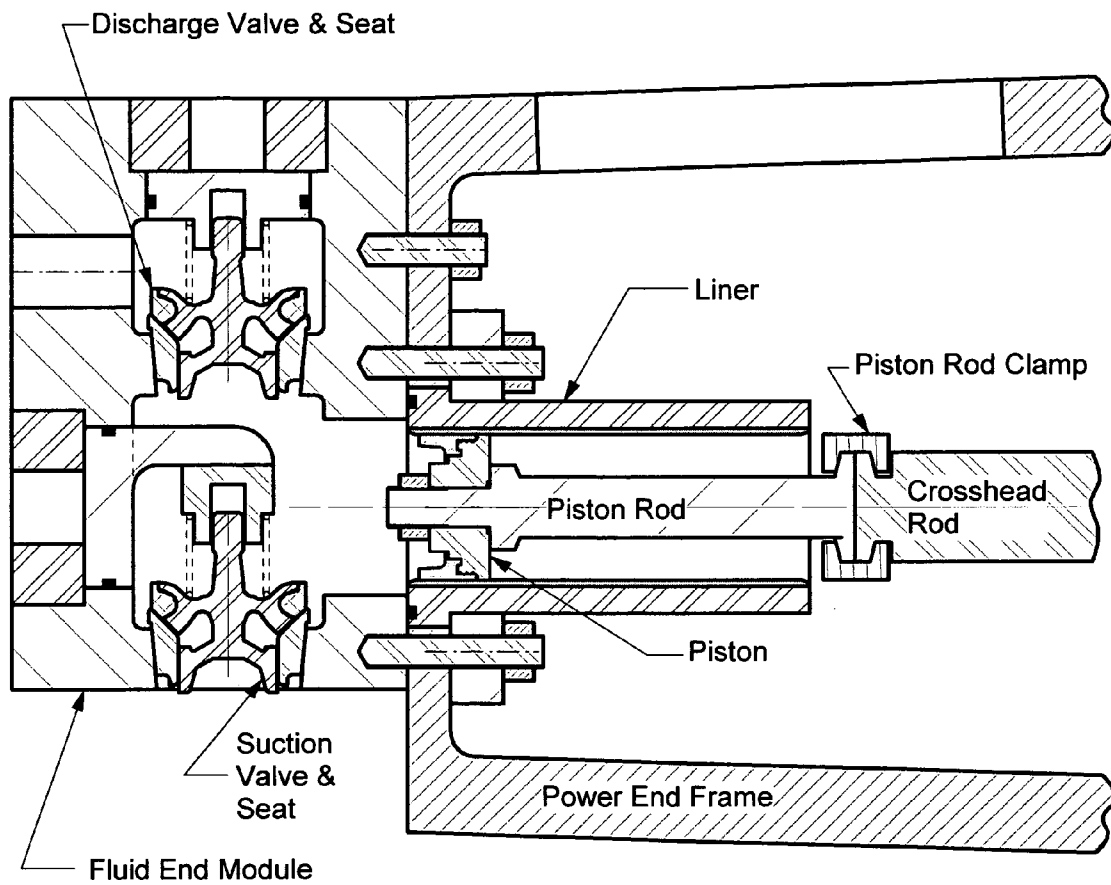 Discharge Valve & Seat
Liner
Piston Rod Clamp
Piston Rod
Crosshead
Rod
Piston
Suction
Valve &
Seat
Power End Frame
Fluid End Module